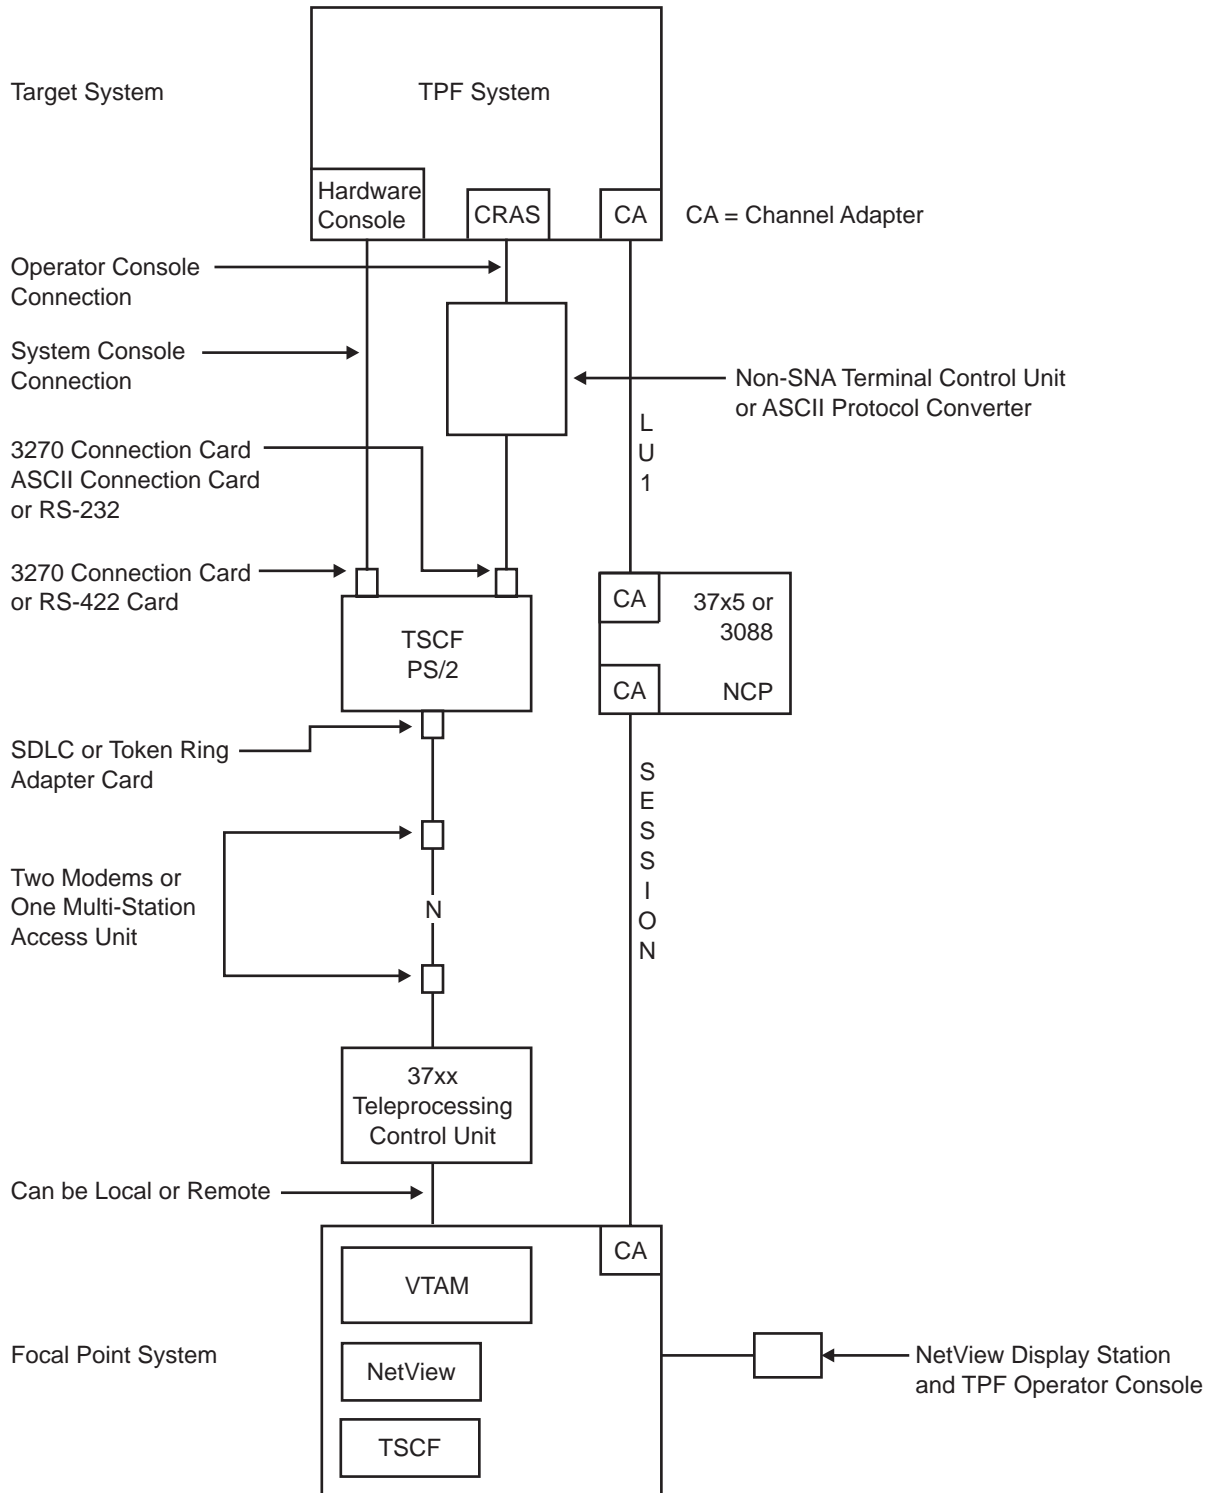 Target System
TPF System
Hardware
Console
CRAS
CA
CA = Channel Adapter
Operator Console
Connection
System Console
Connection
Non-SNA Terminal Control Unit
or ASCII Protocol Converter
3270 Connection Card
ASCII Connection Card
or RS-232
L
U
1
3270 Connection Card
or RS-422 Card
TSCF
PS/2
CA
37x5 or
3088
CA
NCP
SDLC or Token Ring
Adapter Card
S
E
S
S
I
O
N
Two Modems or
One Multi-Station
Access Unit
N
37xx
Teleprocessing
Control Unit
Can be Local or Remote
CA
VTAM
Focal Point System
NetView
TSCF
NetView Display Station
and TPF Operator Console